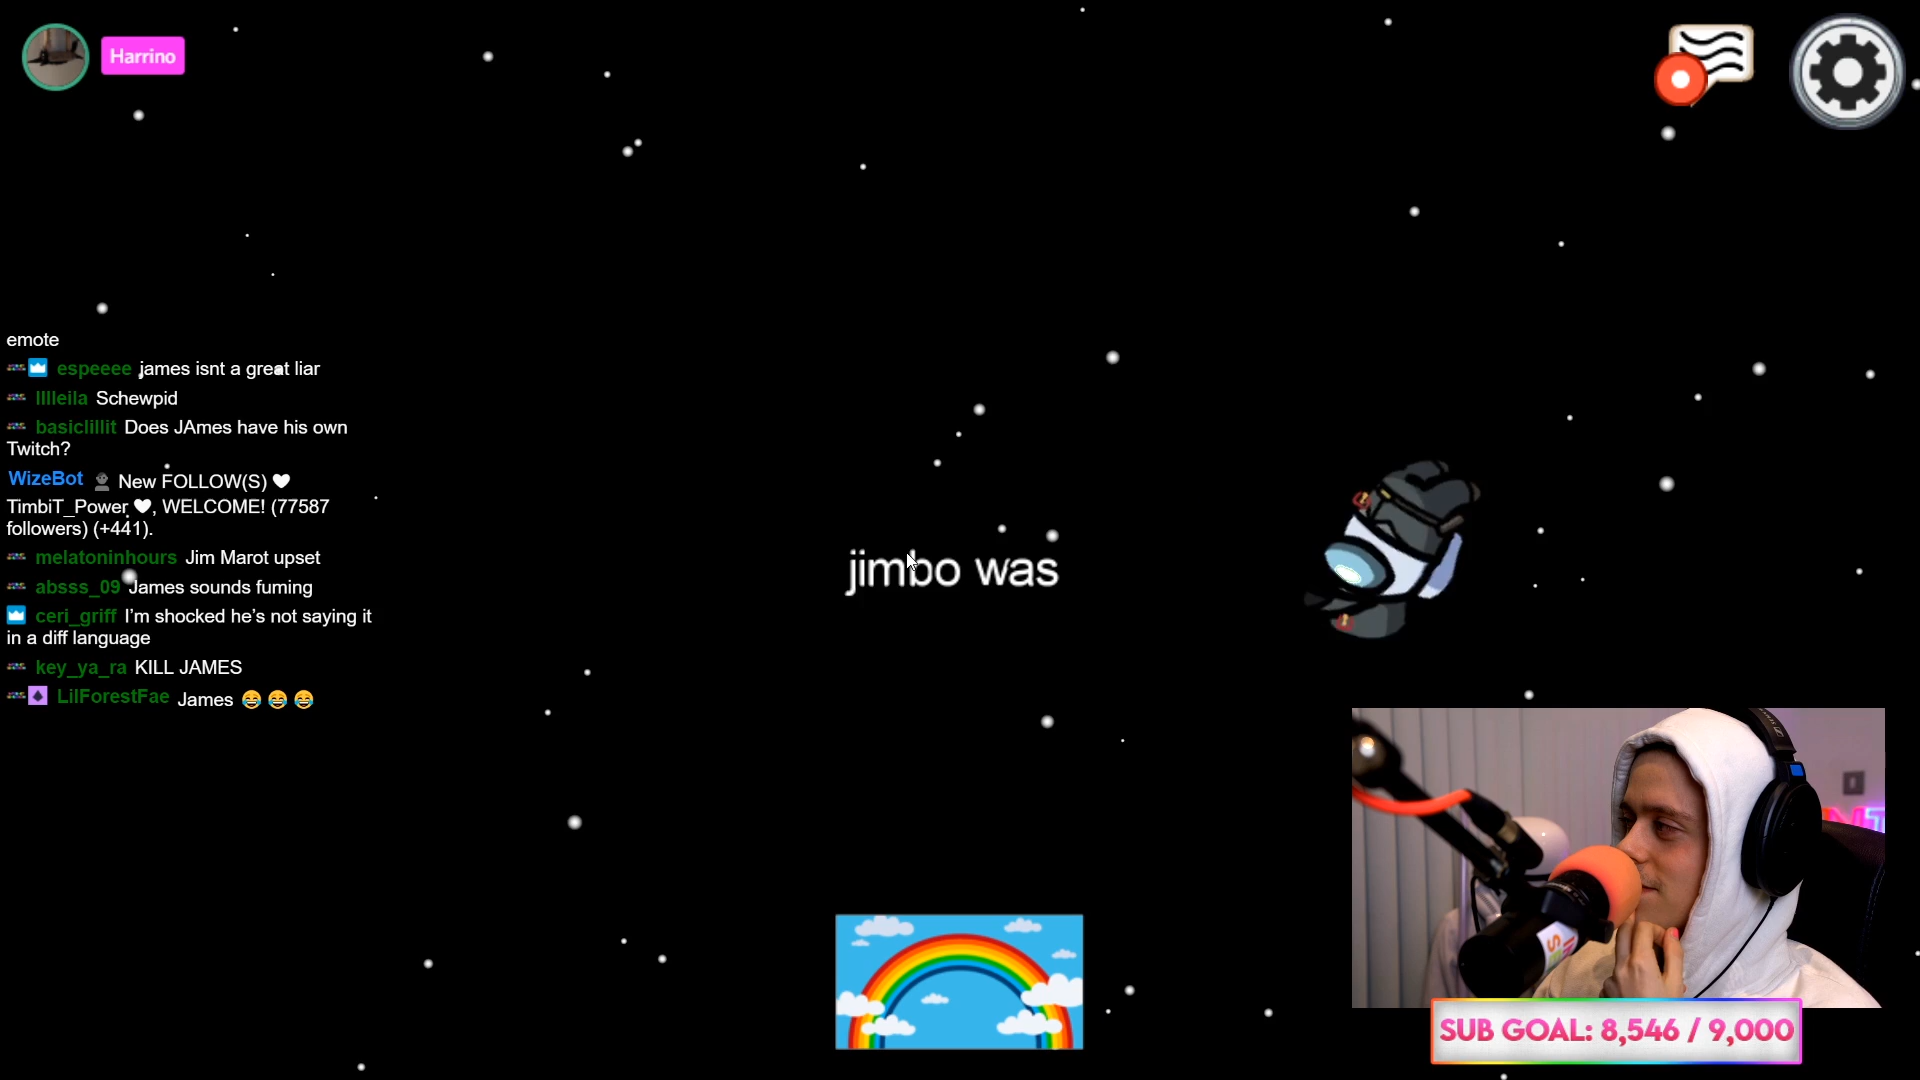 Harrino
emote
espeeee james isnt a great liar
lllleila Schewpid
basiclillit Does JAmes have his own
Twitch?
WizeBot New FOLLOW(S) 🤍
TimbiT_Power 🤍, WELCOME! (77587
followers) (+441).
melatoninhours Jim Marot upset
absss_09 James sounds fuming
ceri_griff I’m shocked he’s not saying it
in a diff language
key_ya_ra KILL JAMES
LilForestFae James 😂 😂 😂
jimbo was
SUB GOAL: 8,546 / 9,000